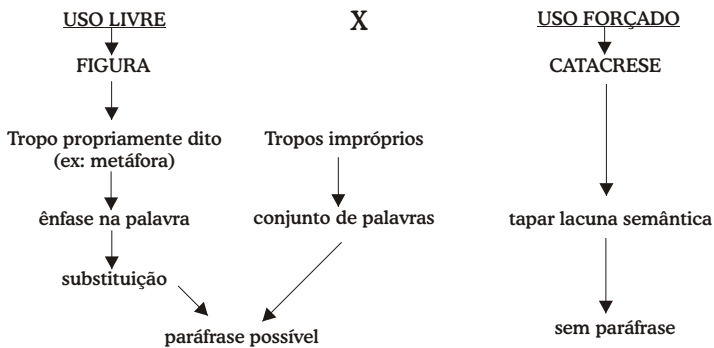 USO LIVRE
X
USO FORÇADO
FIGURA
CATACRESE
Tropo propriamente dito
(ex: metáfora)
Tropos impróprios
ênfase na palavra
conjunto de palavras
tapar lacuna semântica
substituição
paráfrase possível
sem paráfrase